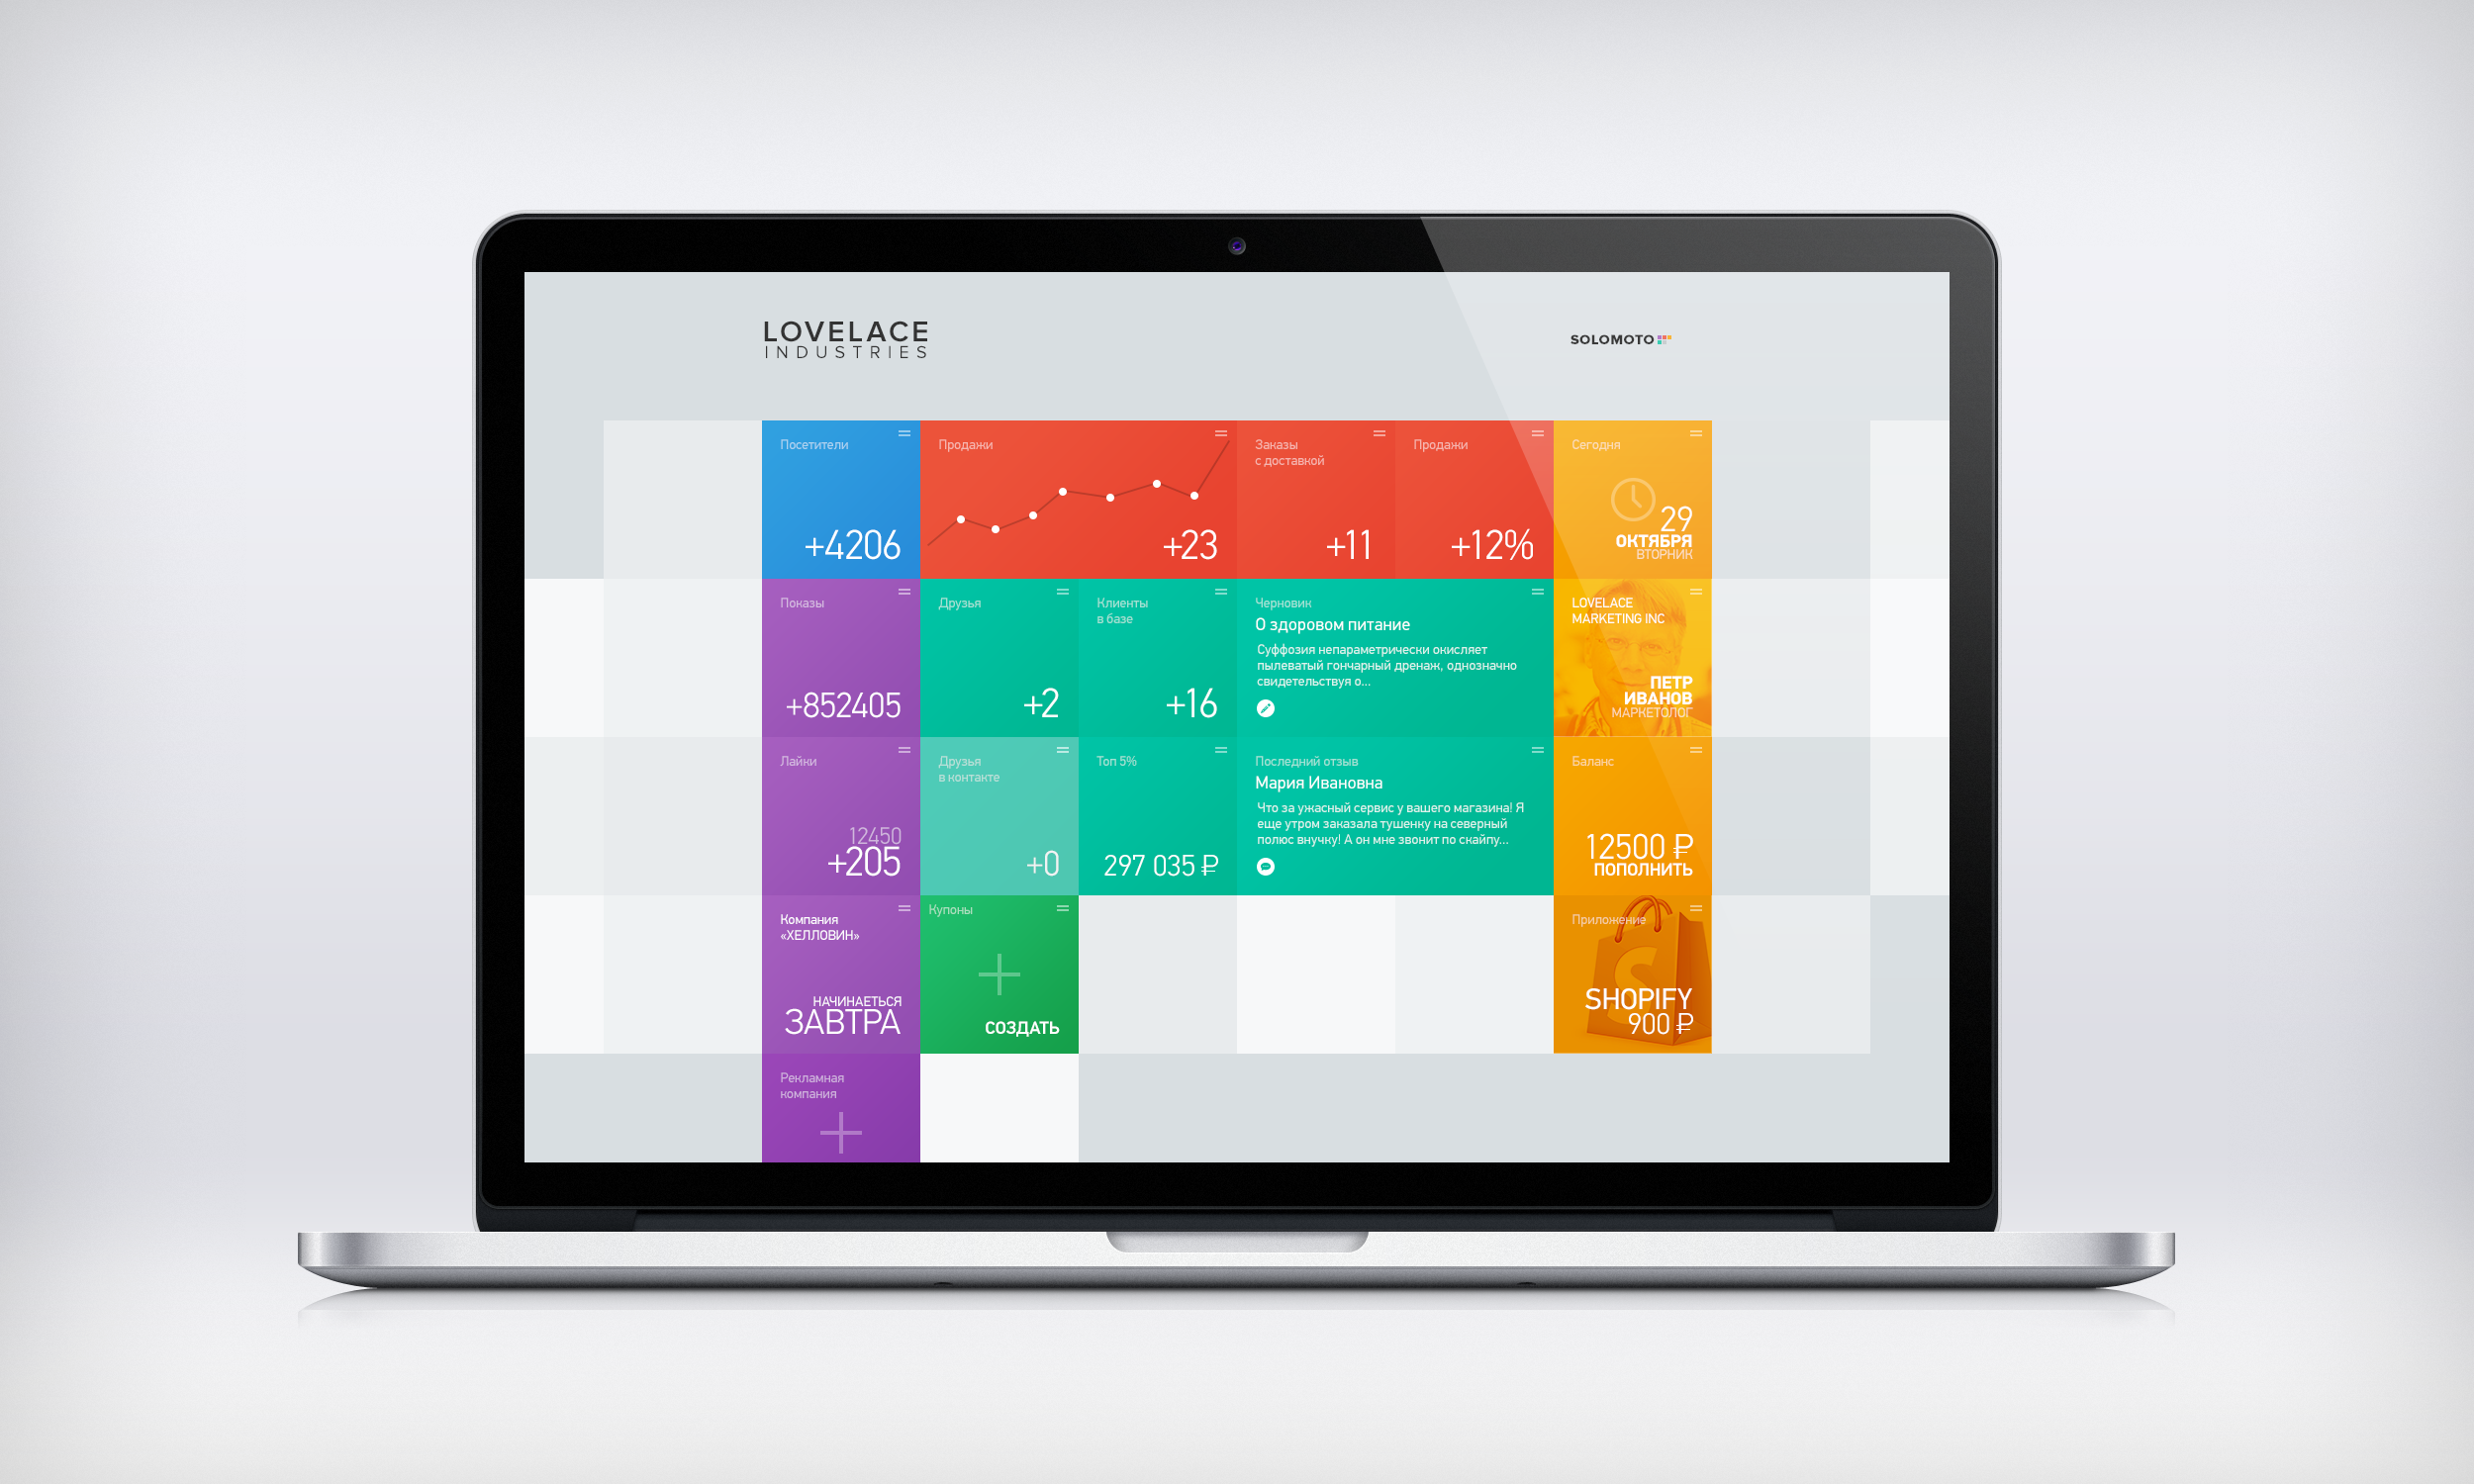 LOVELACE
INDUSTRIES
SOLOMOTO
Посетители
+4206
Продажи
+23
Заказы
с доставкой
+11
Продажи
+12%
Сегодня
29
ОКТЯБРЯ
ВТОРНИК
Показы
+852405
Друзья
+2
Клиенты
в базе
+16
Черновик
О здоровом питание
Суффозия непараметрически окисляет
пылеватый гончарный дренаж, однозначно
свидетельствуя о...
LOVELACE
MARKETING INC
ПЕТР
ИВАНОВ
МАРКЕТОЛОГ
Лайки
12450
+205
Друзья
в контакте
+0
Топ 5%
297 035 ₽
Последний отзыв
Мария Ивановна
Что за ужасный сервис у вашего магазина! Я
еще утром заказала тушенку на северный
полюс внучку! А он мне звонит по скайпу...
Баланс
12500 ₽
ПОПОЛНИТЬ
Компания
«ХЕЛЛОВИН»
НАЧИНАЕТЬСЯ
ЗАВТРА
Купоны
СОЗДАТЬ
Приложение
S
SHOPIFY
900 ₽
Рекламная
компания